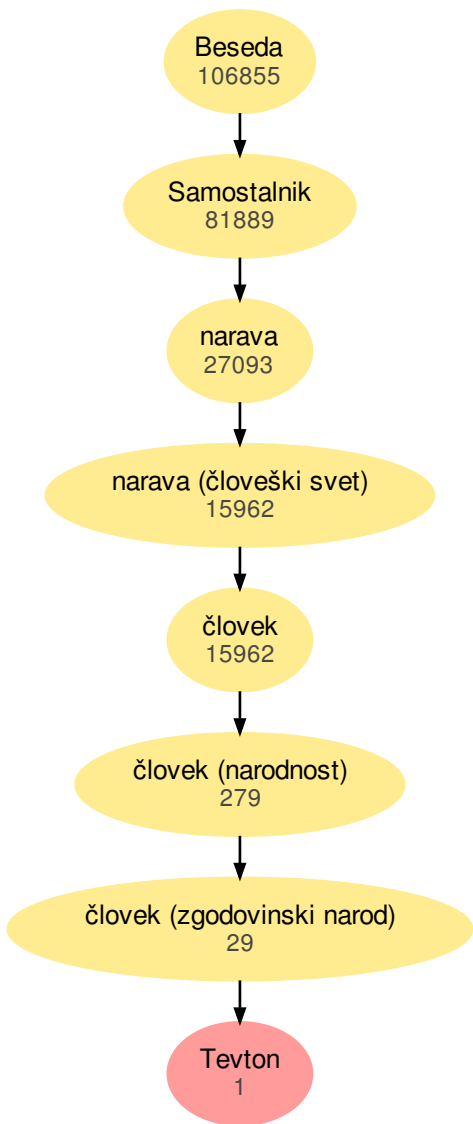 Beseda
106855
Samostalnik
81889
narava
27093
narava (človeški svet)
15962
človek
15962
človek (narodnost)
279
človek (zgodovinski narod)
29
Tevton
1